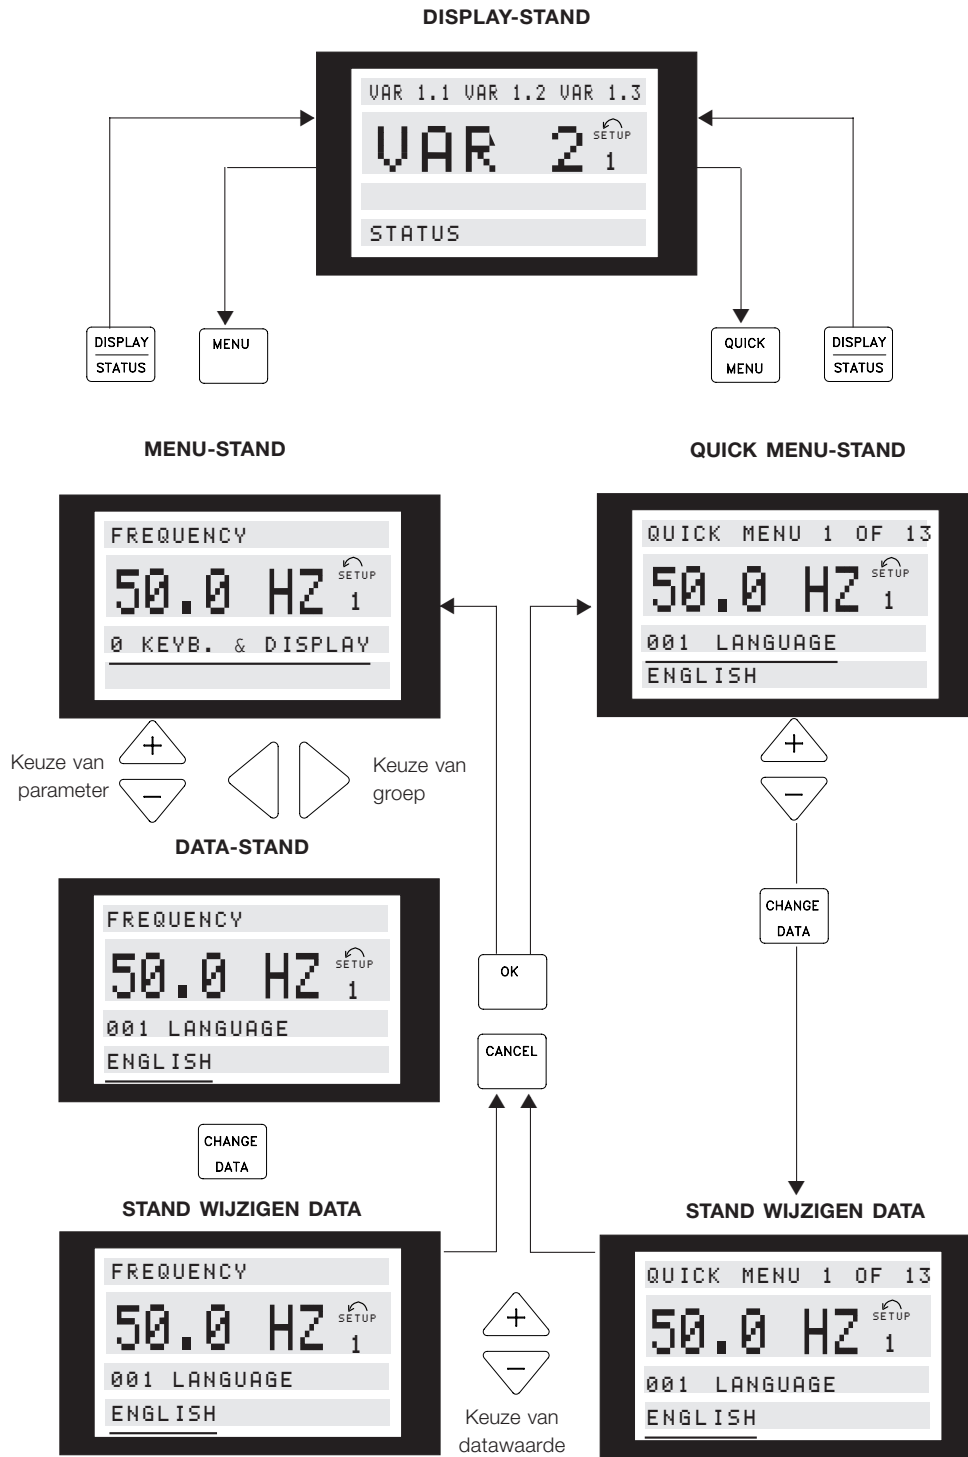 DISPLAY-STAND
VAR 1.1 VAR 1.2 VAR 1.3
VAR 2
SETUP
1
STATUS
DISPLAY
STATUS
MENU
QUICK
MENU
DISPLAY
STATUS
MENU-STAND
FREQUENCY
50.0 HZ
SETUP
1
0 KEYB. & DISPLAY
+
-
Keuze van
parameter
Keuze van
groep
QUICK MENU-STAND
QUICK MENU 1 OF 13
50.0 HZ
SETUP
1
001 LANGUAGE
ENGLISH
+
-
CHANGE
DATA
DATA-STAND
FREQUENCY
50.0 HZ
SETUP
1
001 LANGUAGE
ENGLISH
CHANGE
DATA
OK
CANCEL
STAND WIJZIGEN DATA
FREQUENCY
50.0 HZ
SETUP
1
001 LANGUAGE
ENGLISH
+
-
Keuze van
datawaarde
STAND WIJZIGEN DATA
QUICK MENU 1 OF 13
50.0 HZ
SETUP
1
001 LANGUAGE
ENGLISH